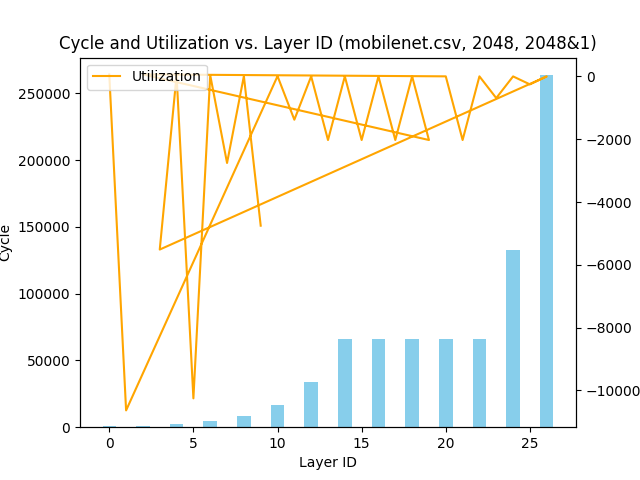 Cycle and Utilization vs. Layer ID (mobilenet.csv, 2048, 2048&1)
Utilization
250000
200000
150000
100000
50000
0
Cycle
0
−2000
−4000
−6000
−8000
−10000
0 5 10 15 20 25
Layer ID